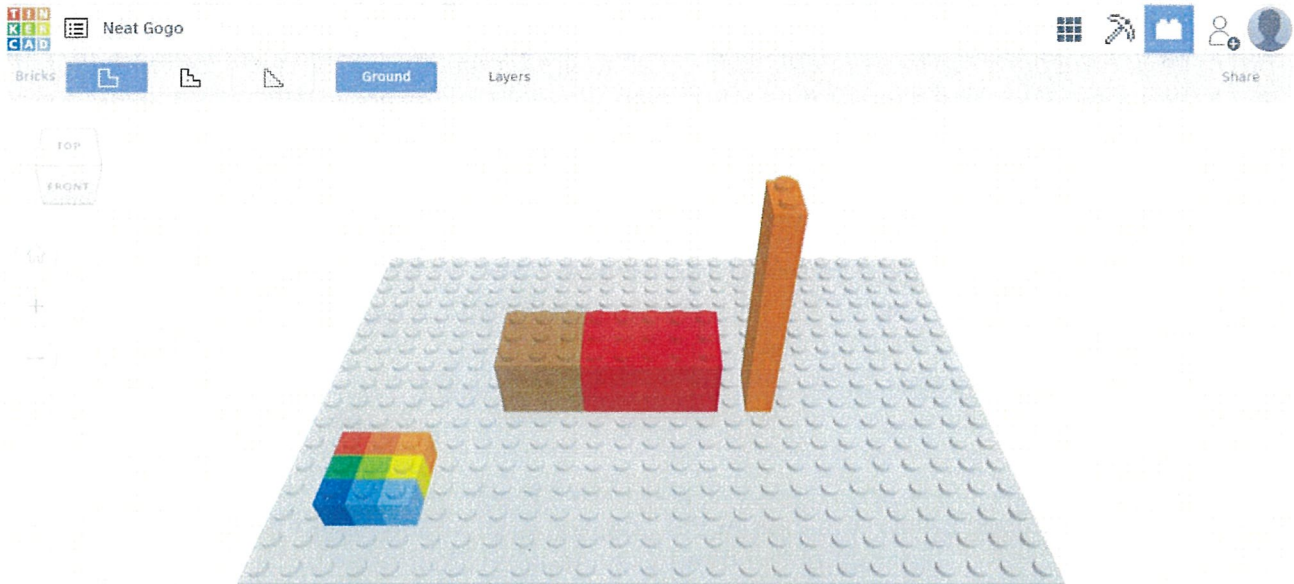 TIN
KER
CAD
Neat Gogo
Bricks
Ground
Layers
Share
TOP
FRONT